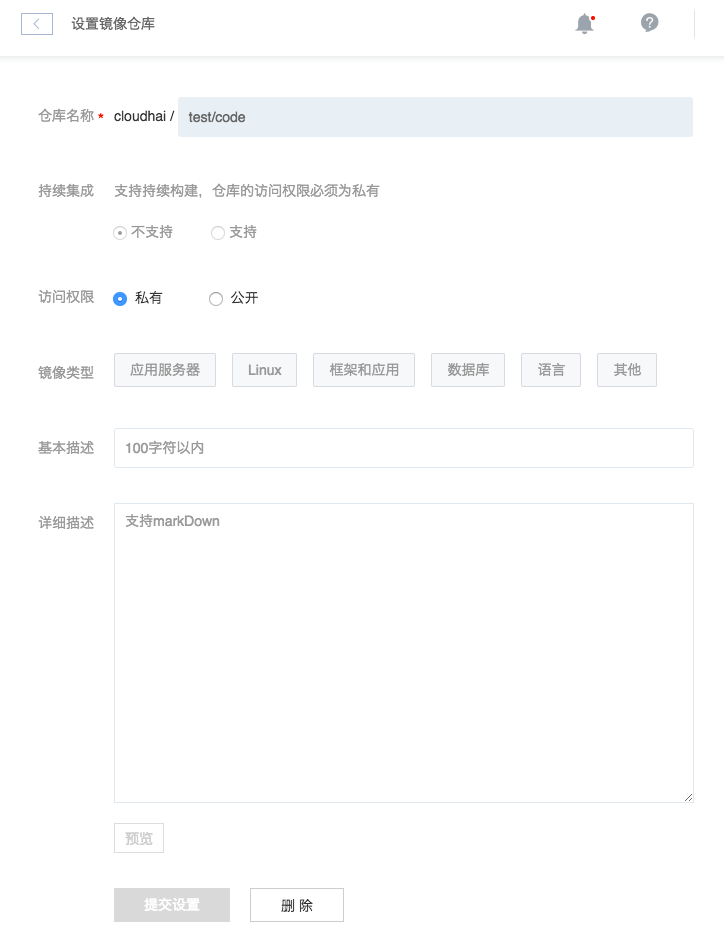 设置镜像仓库
仓库名称 * cloudhai / test/code
持续集成 支持持续构建，仓库的访问权限必须为私有
不支持 支持
访问权限 私有 公开
镜像类型 应用服务器 Linux 框架和应用 数据库 语言 其他
基本描述 100字符以内
详细描述 支持markDown
预览
提交设置 删 除